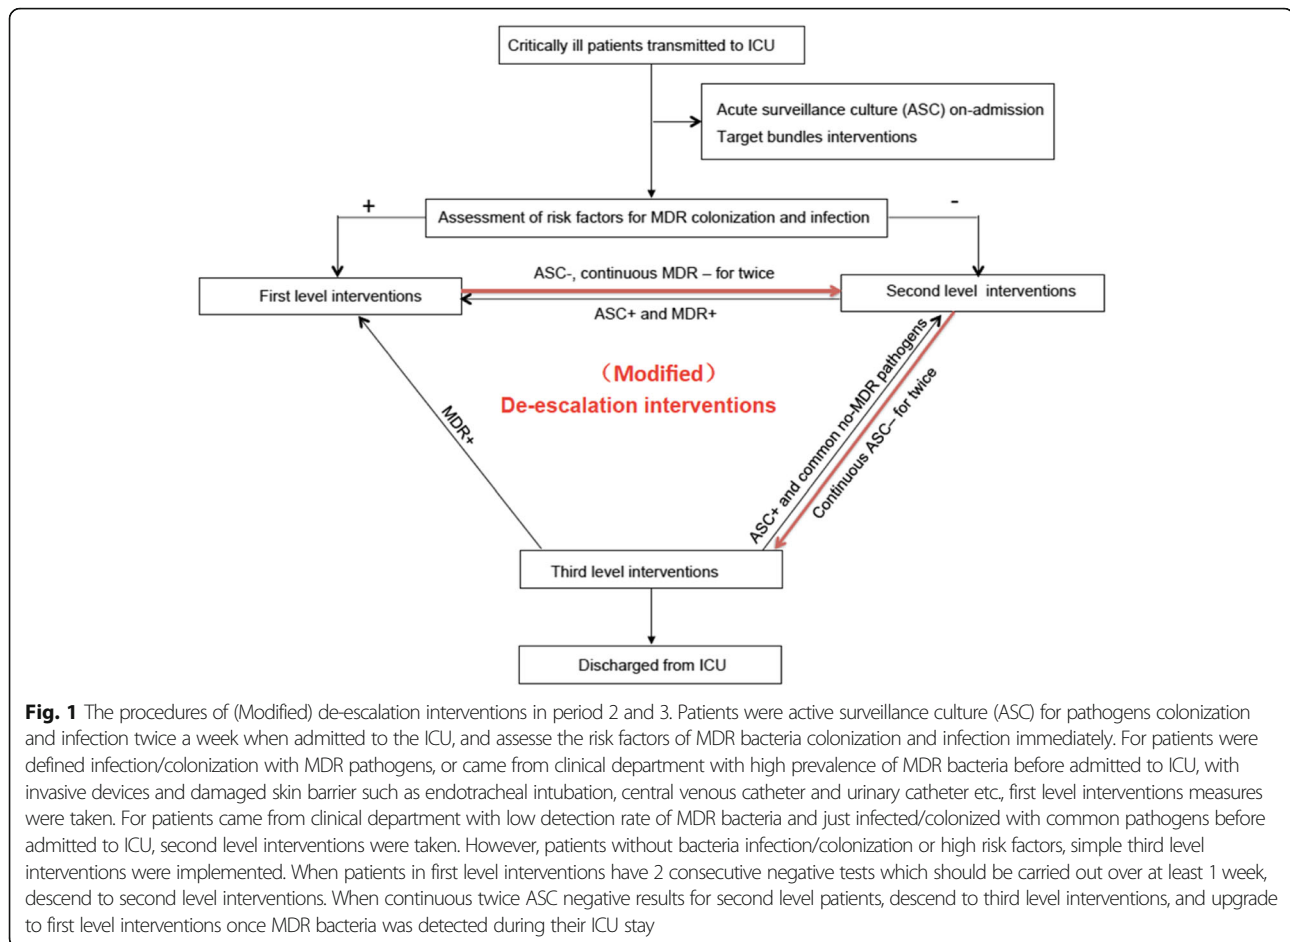 Critically ill patients transmitted to ICU
Acute surveillance culture (ASC) on-admission
Target bundles interventions
+
Assessment of risk factors for MDR colonization and infection
-
First level interventions
ASC-, continuous MDR – for twice
ASC+ and MDR+
Second level interventions
（Modified）
De-escalation interventions
MDR+
ASC+ and common no-MDR pathogens
Continuous ASC– for twice
Third level interventions
Discharged from ICU
Fig. 1 The procedures of (Modified) de-escalation interventions in period 2 and 3. Patients were active surveillance culture (ASC) for pathogens colonization
and infection twice a week when admitted to the ICU, and assesse the risk factors of MDR bacteria colonization and infection immediately. For patients were
defined infection/colonization with MDR pathogens, or came from clinical department with high prevalence of MDR bacteria before admitted to ICU, with
invasive devices and damaged skin barrier such as endotracheal intubation, central venous catheter and urinary catheter etc., first level interventions measures
were taken. For patients came from clinical department with low detection rate of MDR bacteria and just infected/colonized with common pathogens before
admitted to ICU, second level interventions were taken. However, patients without bacteria infection/colonization or high risk factors, simple third level
interventions were implemented. When patients in first level interventions have 2 consecutive negative tests which should be carried out over at least 1 week,
descend to second level interventions. When continuous twice ASC negative results for second level patients, descend to third level interventions, and upgrade
to first level interventions once MDR bacteria was detected during their ICU stay